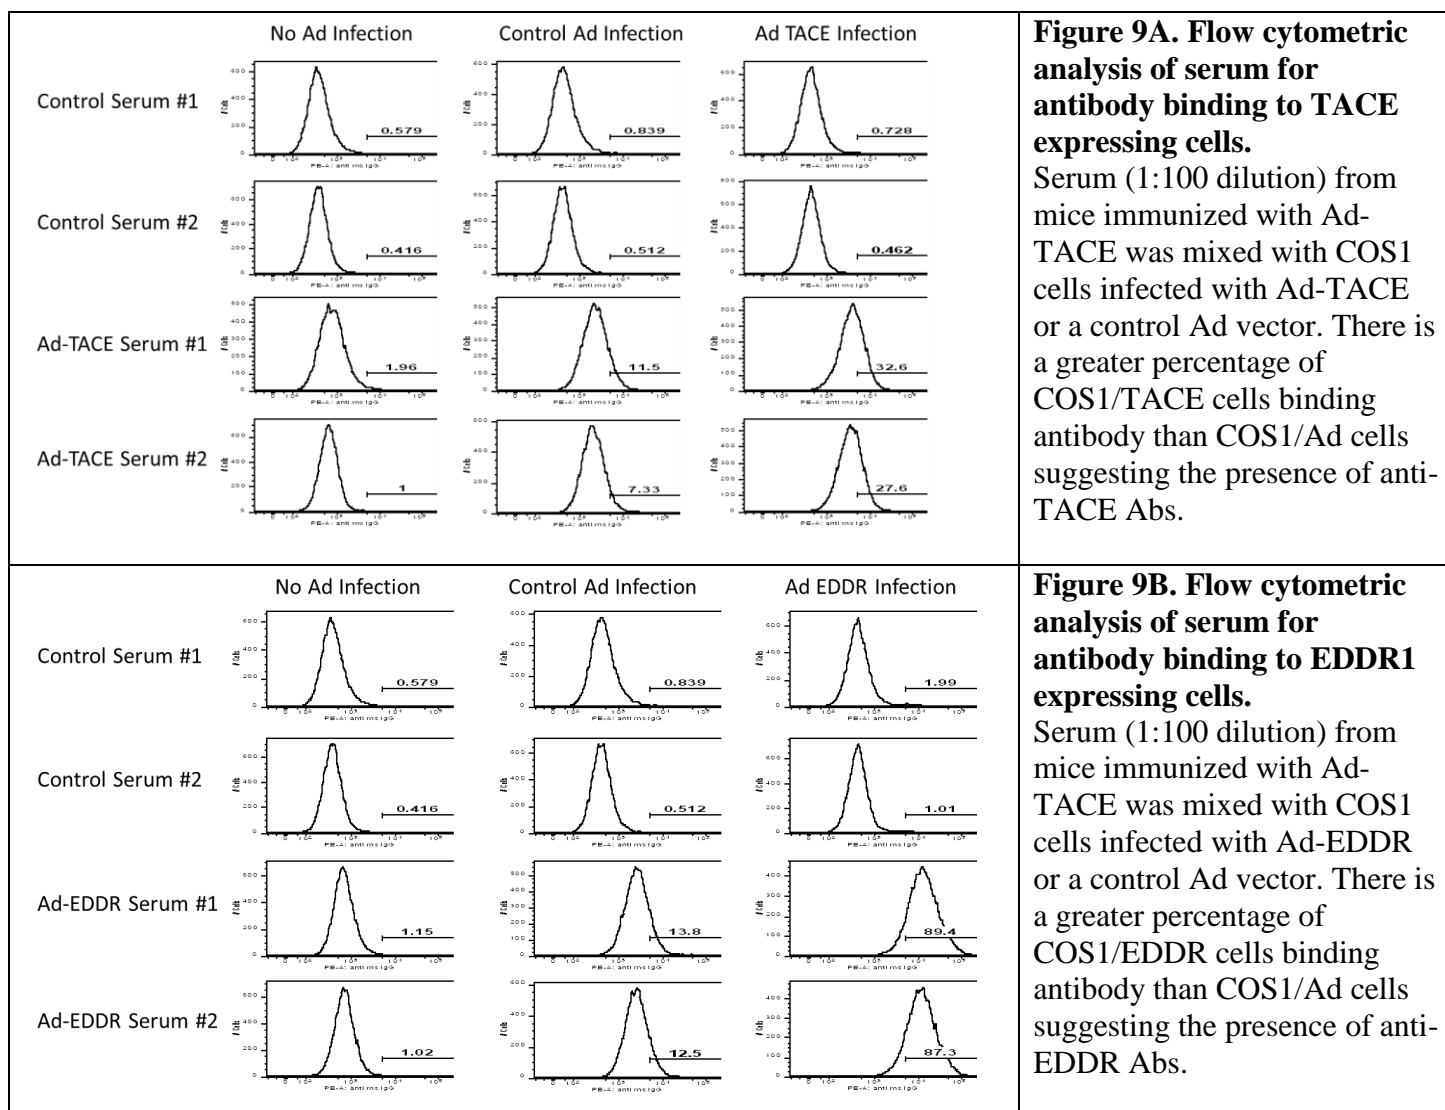 No Ad Infection Control Ad Infection Ad TACE Infection
Control Serum #1
0.579 0.839 0.728
Control Serum #2
0.416 0.512 0.462
Ad-TACE Serum #1
1.96 11.5 32.6
Ad-TACE Serum #2
1 7.33 27.6
Figure 9A. Flow cytometric
analysis of serum for
antibody binding to TACE
expressing cells.
Serum (1:100 dilution) from
mice immunized with Ad-
TACE was mixed with COS1
cells infected with Ad-TACE
or a control Ad vector. There is
a greater percentage of
COS1/TACE cells binding
antibody than COS1/Ad cells
suggesting the presence of anti-
TACE Abs.
No Ad Infection Control Ad Infection Ad EDDR Infection
Control Serum #1
0.579 0.839 1.99
Control Serum #2
0.416 0.512 1.01
Ad-EDDR Serum #1
1.15 13.8 89.4
Ad-EDDR Serum #2
1.02 12.5 87.3
Figure 9B. Flow cytometric
analysis of serum for
antibody binding to EDDR1
expressing cells.
Serum (1:100 dilution) from
mice immunized with Ad-
TACE was mixed with COS1
cells infected with Ad-EDDR
or a control Ad vector. There is
a greater percentage of
COS1/EDDR cells binding
antibody than COS1/Ad cells
suggesting the presence of anti-
EDDR Abs.